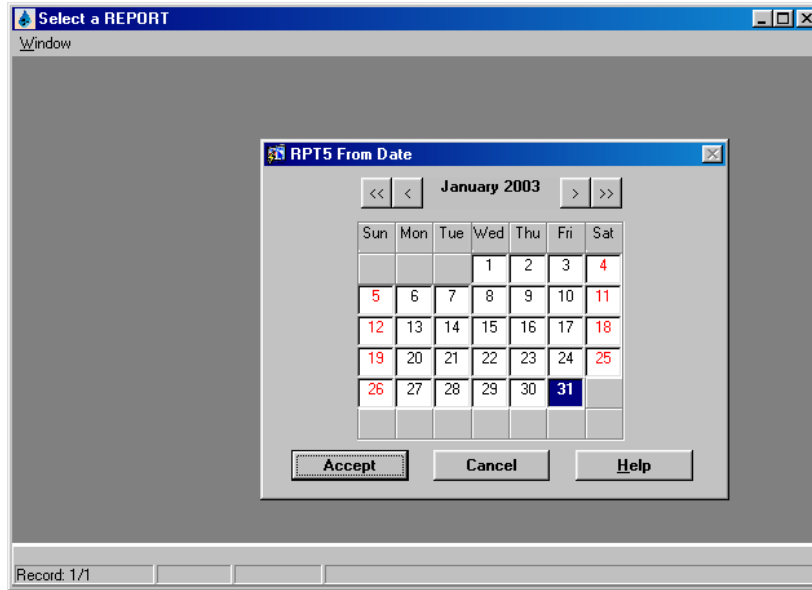 Select a REPORT
Window
RPT5 From Date
<< < January 2003 > >>
Sun Mon Tue Wed Thu Fri Sat
1 2 3 4
5 6 7 8 9 10 11
12 13 14 15 16 17 18
19 20 21 22 23 24 25
26 27 28 29 30 31
Accept Cancel Help
Record: 1/1